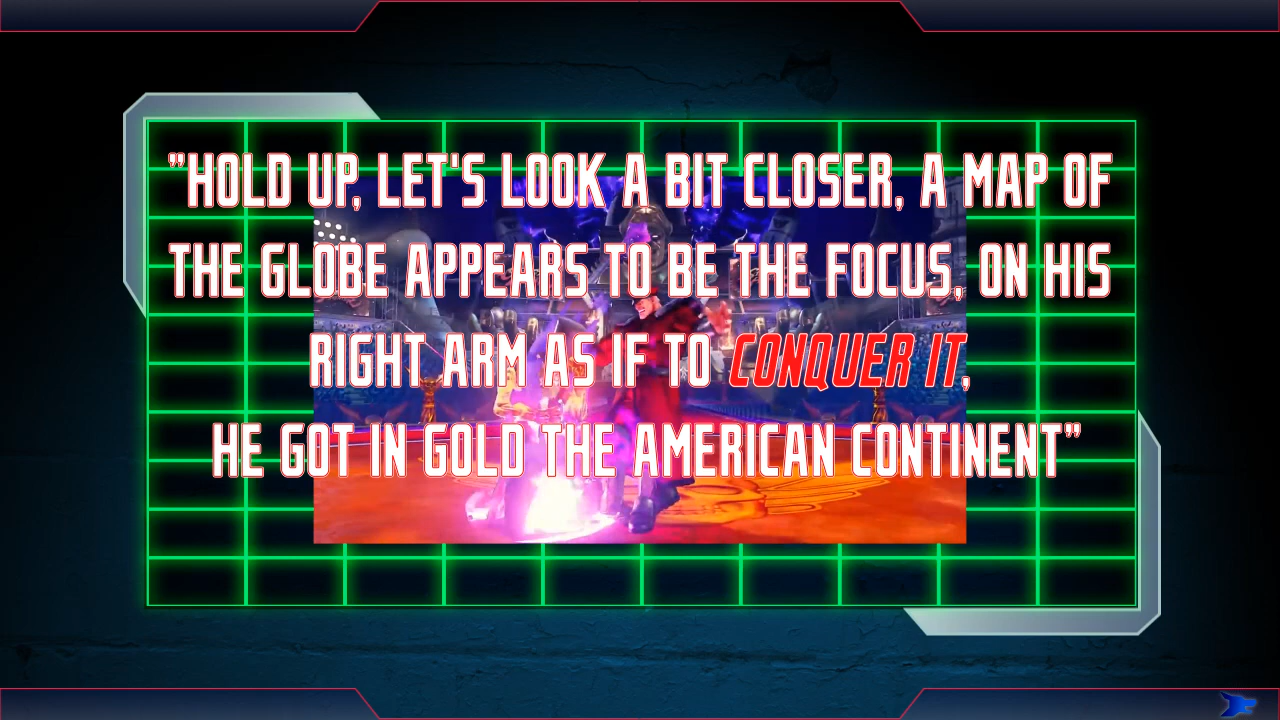 "HOLD UP, LET'S LOOK A BIT CLOSER, A MAP OF
THE GLOBE APPEARS TO BE THE FOCUS, ON HIS
RIGHT ARM AS IF TO CONQUER IT,
HE GOT IN GOLD THE AMERICAN CONTINENT"